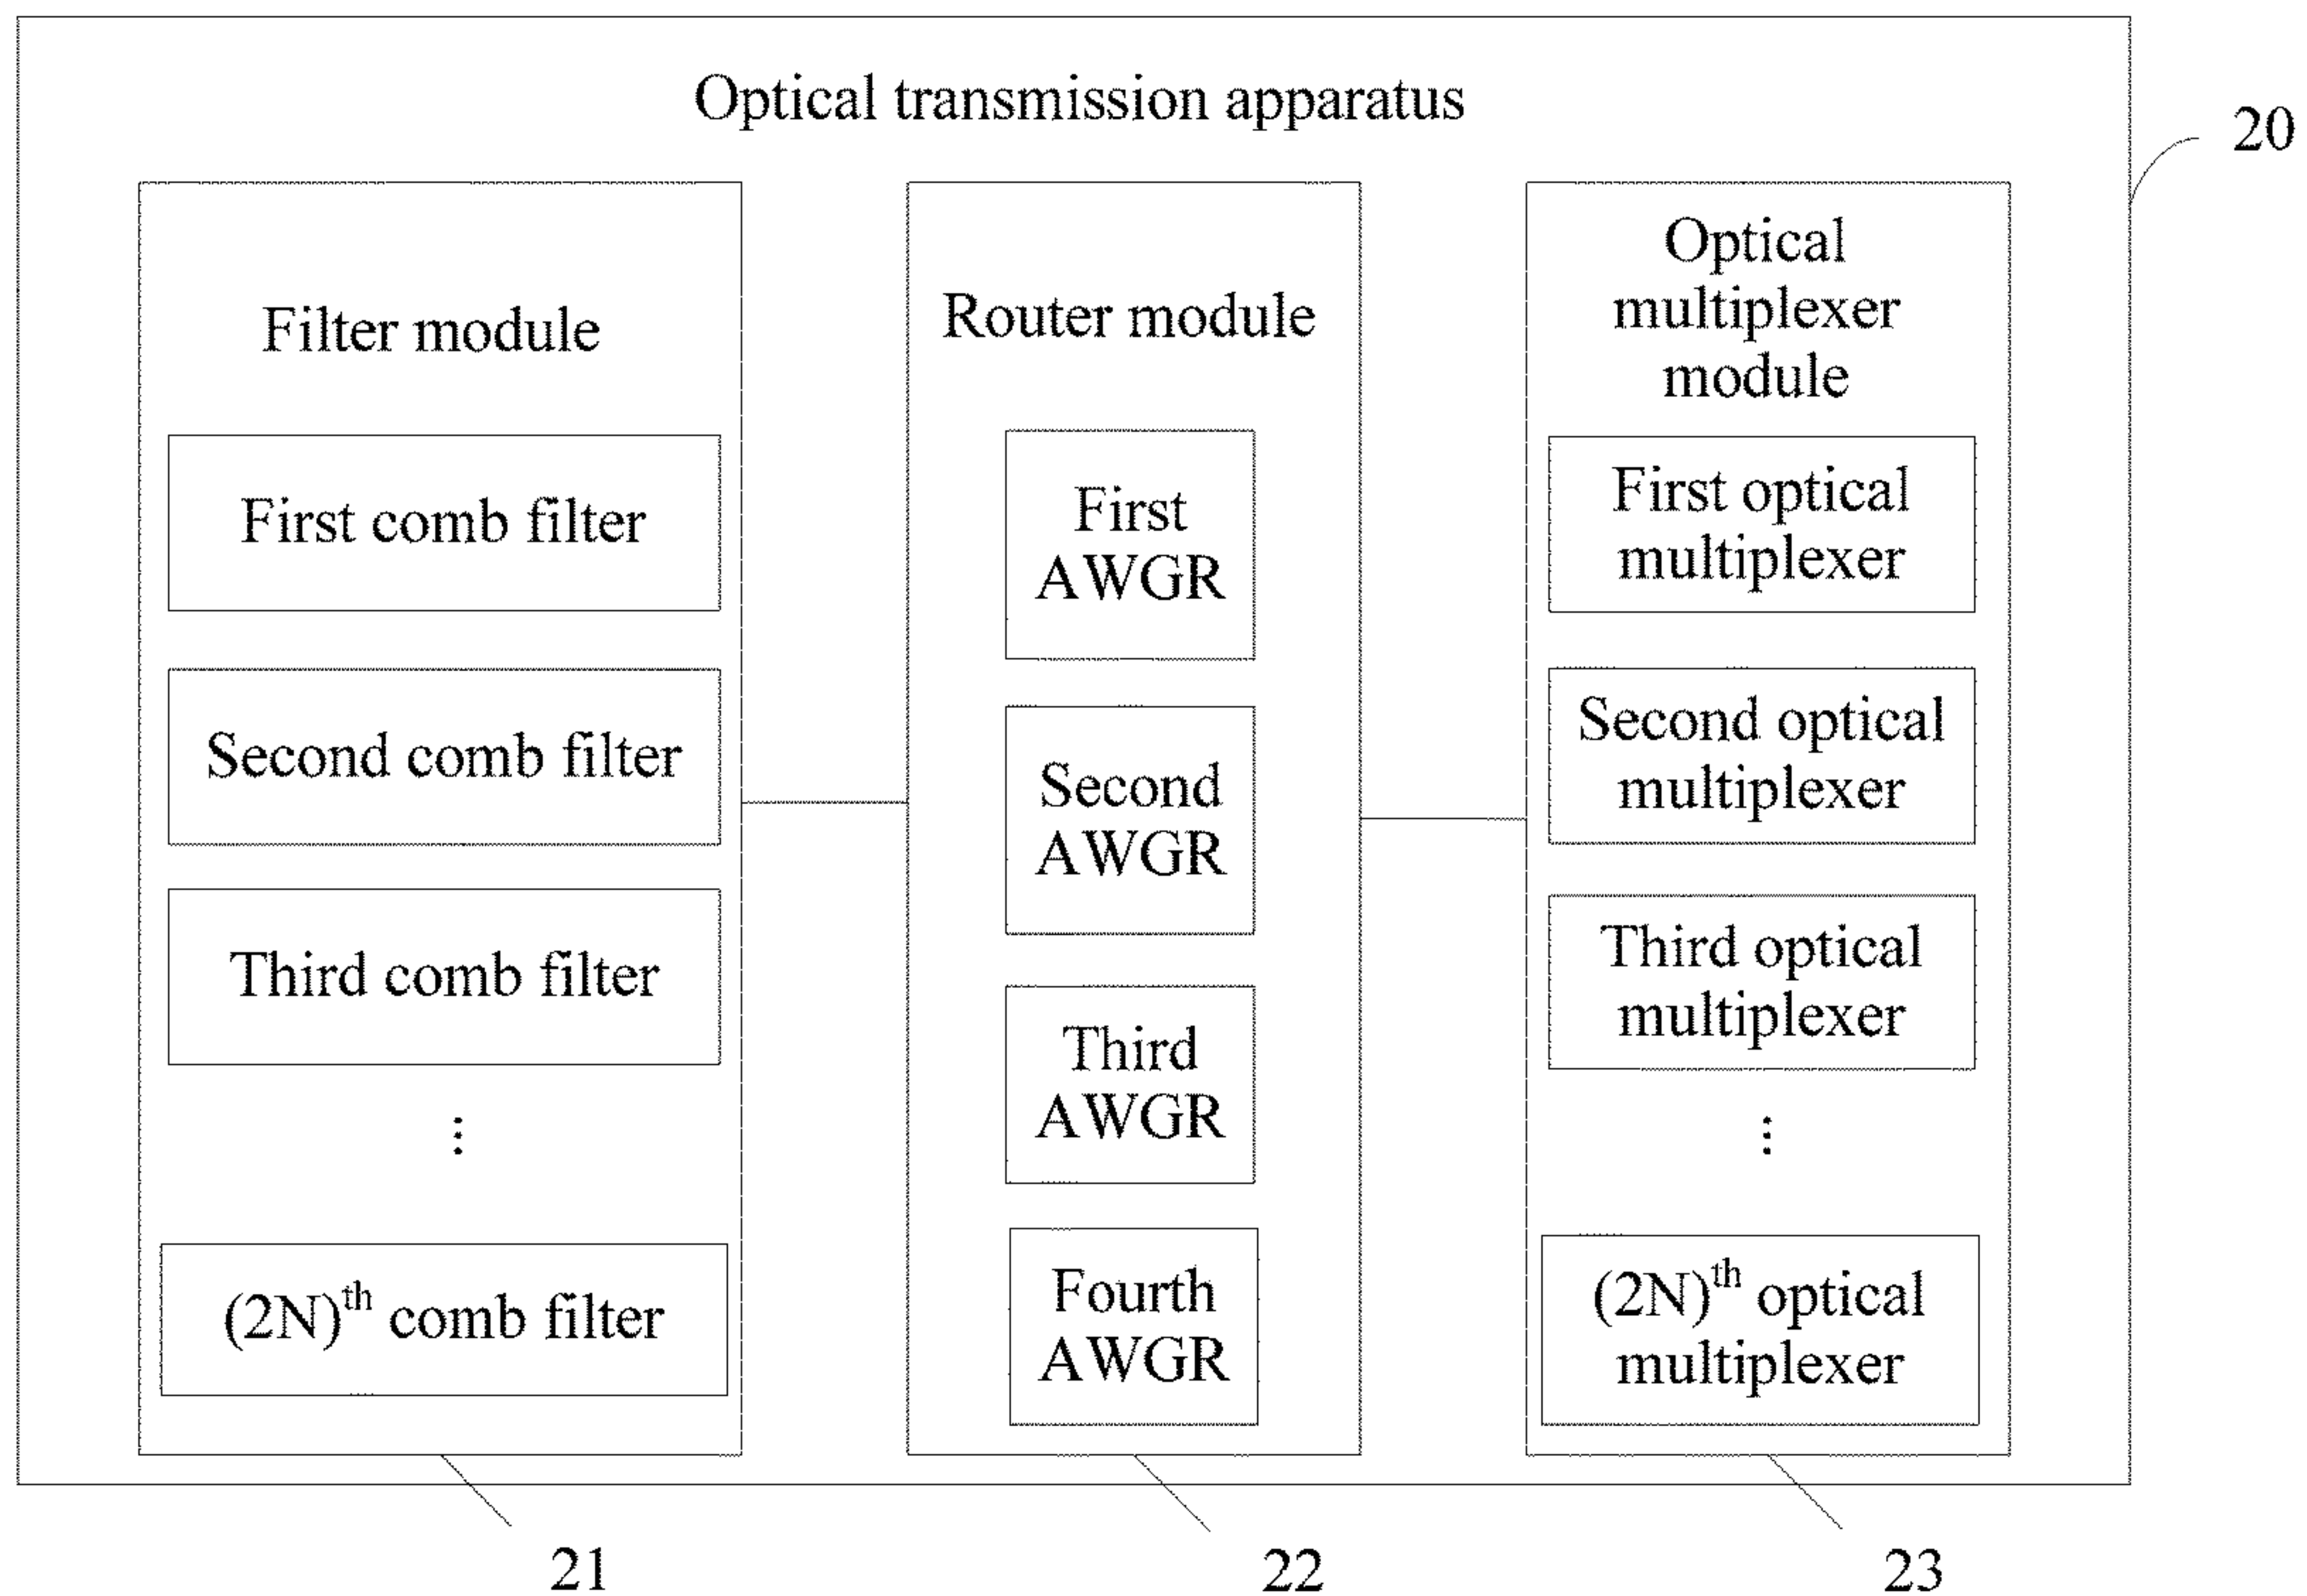 Optical transmission apparatus
20
Filter module
First comb filter
Second comb filter
Third comb filter
⋮
(2N)th comb filter
21
Router module
First
AWGR
Second
AWGR
Third
AWGR
Fourth
AWGR
22
Optical
multiplexer
module
First optical
multiplexer
Second optical
multiplexer
Third optical
multiplexer
⋮
(2N)th optical
multiplexer
23